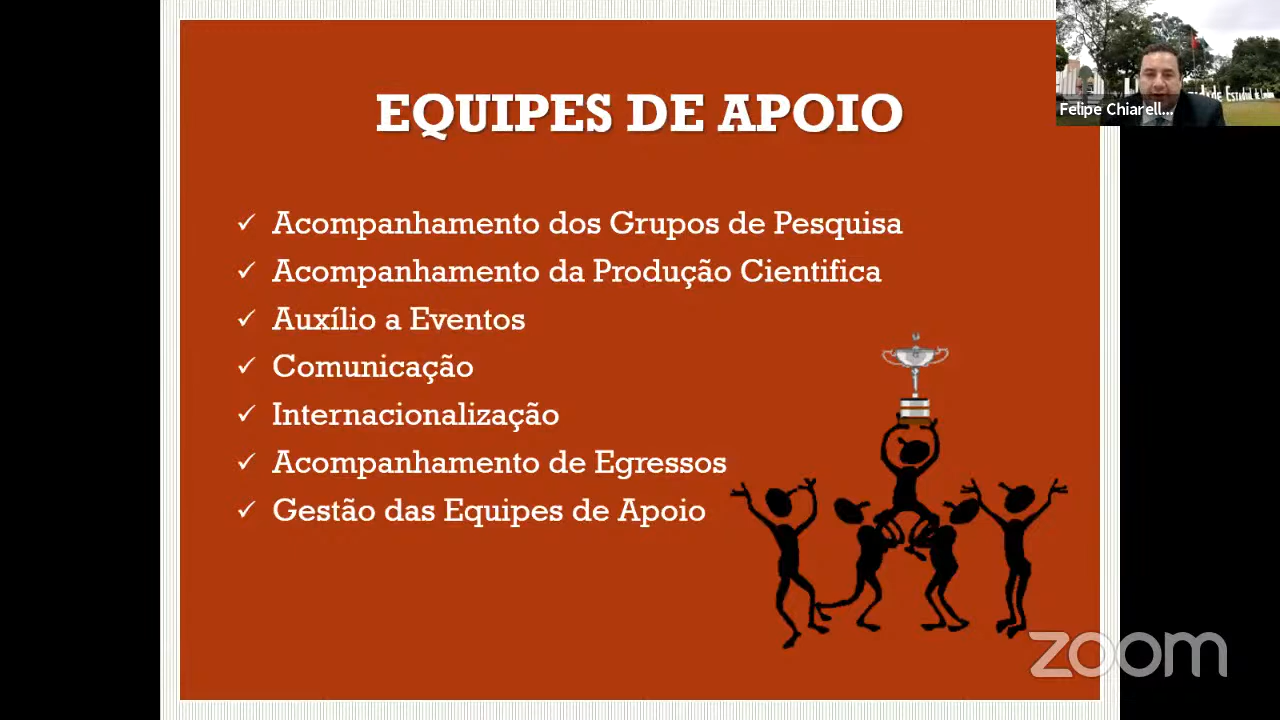 EQUIPES DE APOIO
Felipe Chiarell...
Acompanhamento dos Grupos de Pesquisa
Acompanhamento da Produção Cientifica
Auxílio a Eventos
Comunicação
Internacionalização
Acompanhamento de Egressos
Gestão das Equipes de Apoio
zoom